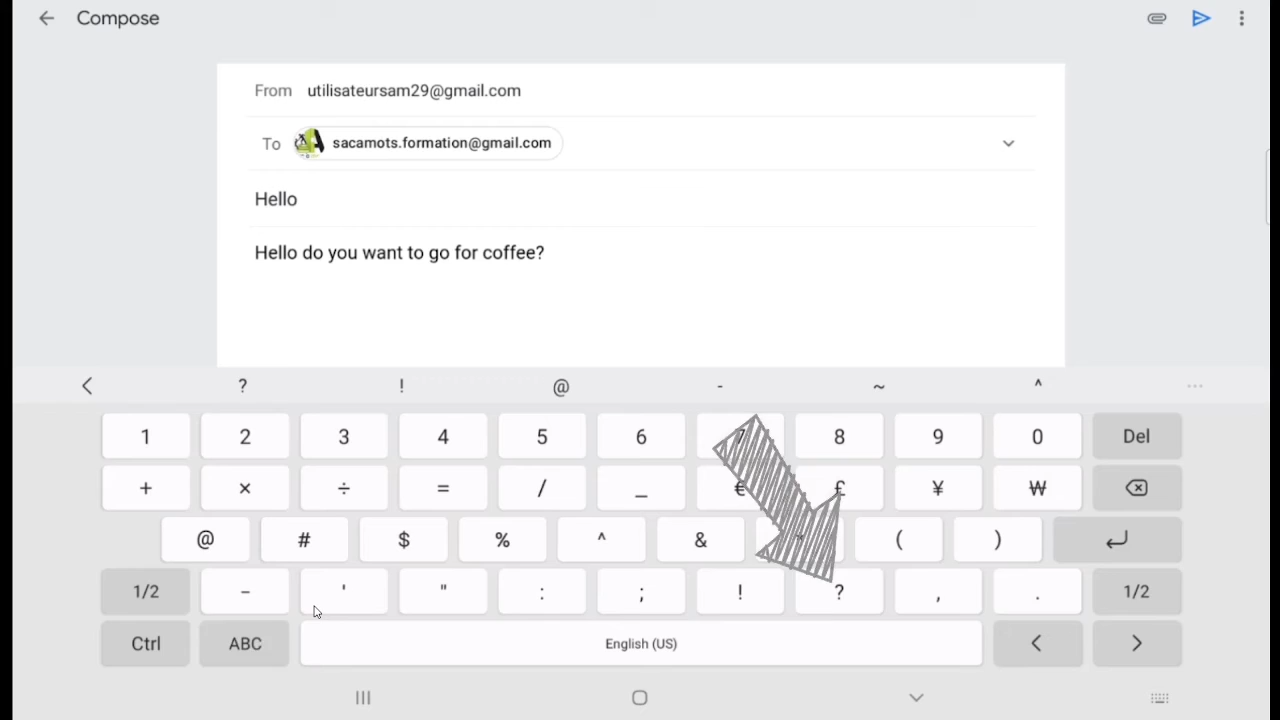 Compose
From utilisateursam29@gmail.com
To sacamots.formation@gmail.com
Hello
Hello do you want to go for coffee?
? ! @ - ~ ^ ...
1 2 3 4 5 6 7 8 9 0 Del
+ × ÷ = / _ € £ ¥ ₩
@ # $ % ^ & * ( )
1/2 - ' " : ; ! ? , . 1/2
Ctrl ABC English (US) < >